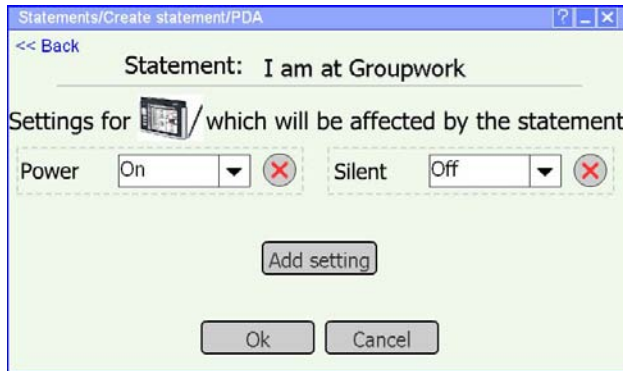 Statements/Create statement/PDA ? _ X
<< Back
Statement: I am at Groupwork
Settings for which will be affected by the statement
Power On Silent Off
Add setting
Ok Cancel